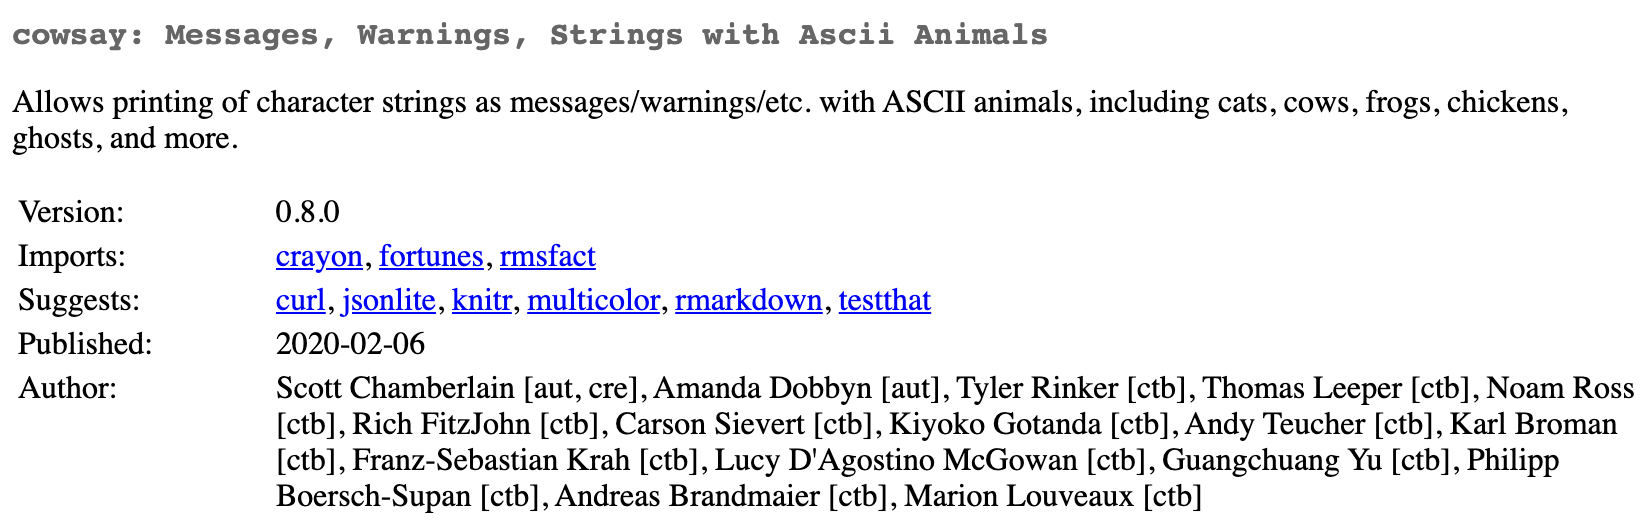 cowsay: Messages, Warnings, Strings with Ascii Animals
Allows printing of character strings as messages/warnings/etc. with ASCII animals, including cats, cows, frogs, chickens,
ghosts, and more.
Version: 0.8.0
Imports: crayon, fortunes, rmsfact
Suggests: curl, jsonlite, knitr, multicolor, rmarkdown, testthat
Published: 2020-02-06
Author: Scott Chamberlain [aut, cre], Amanda Dobbyn [aut], Tyler Rinker [ctb], Thomas Leeper [ctb], Noam Ross
[ctb], Rich FitzJohn [ctb], Carson Sievert [ctb], Kiyoko Gotanda [ctb], Andy Teucher [ctb], Karl Broman
[ctb], Franz-Sebastian Krah [ctb], Lucy D'Agostino McGowan [ctb], Guangchuang Yu [ctb], Philipp
Boersch-Supan [ctb], Andreas Brandmaier [ctb], Marion Louveaux [ctb]